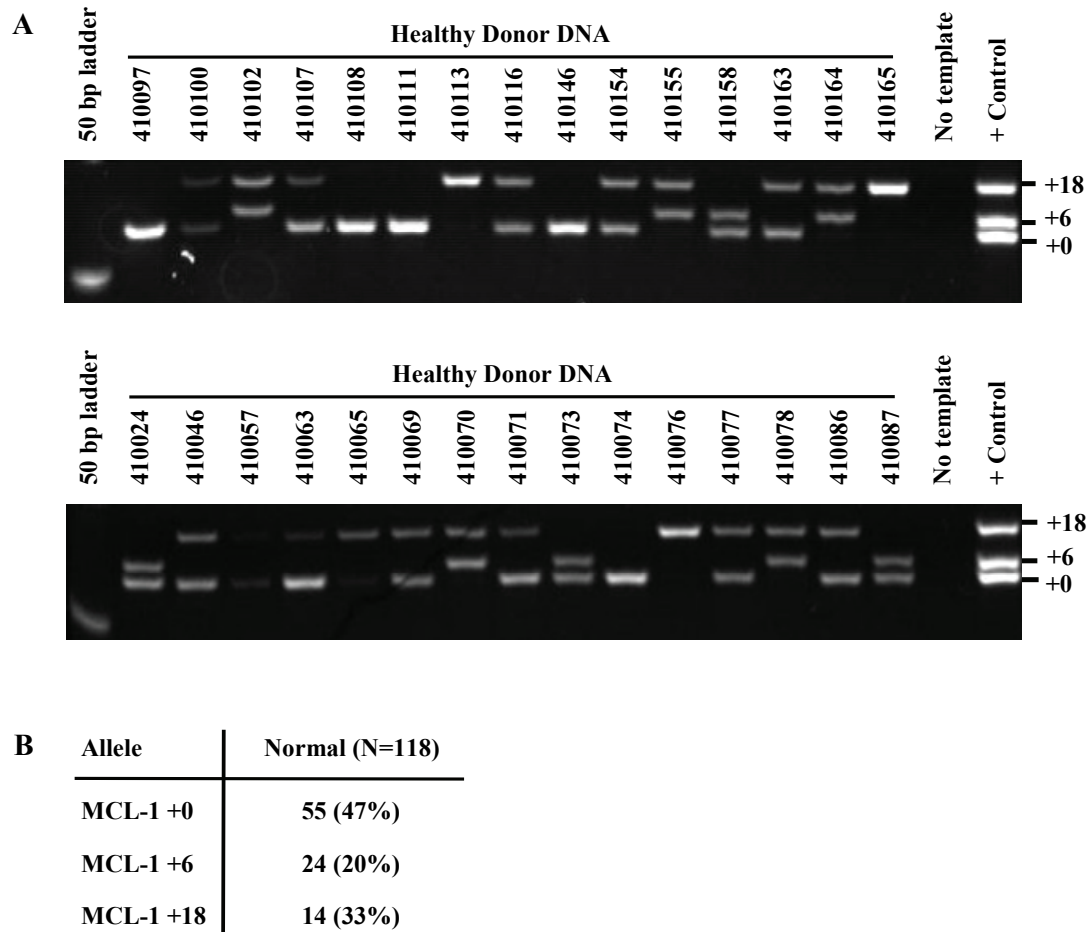 A
Healthy Donor DNA
50 bp ladder
410097
410100
410102
410107
410108
410111
410113
410116
410146
410154
410155
410158
410163
410164
410165
No template
+ Control
+18
+6
+0
Healthy Donor DNA
50 bp ladder
410024
410046
410057
410063
410065
410069
410070
410071
410073
410074
410076
410077
410078
410086
410087
No template
+ Control
+18
+6
+0
B
Allele Normal (N=118)
MCL-1 +0 55 (47%)
MCL-1 +6 24 (20%)
MCL-1 +18 14 (33%)